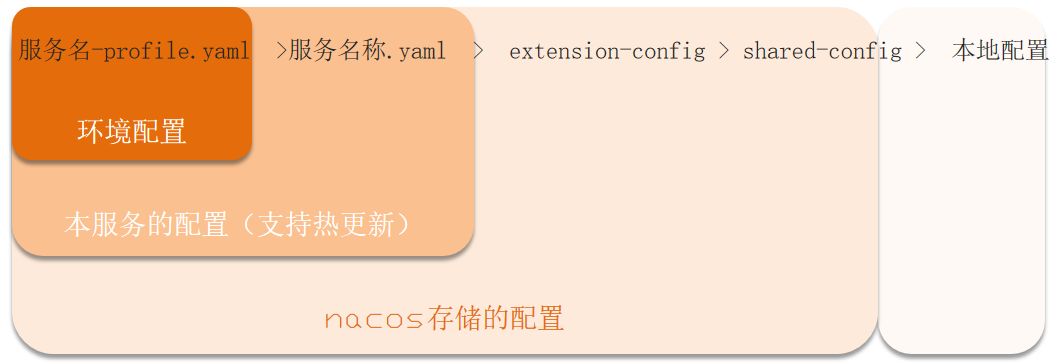 服务名-profile.yaml >服务名称.yaml > extension-config > shared-config > 本地配置
环境配置
本服务的配置（支持热更新）
nacos存储的配置